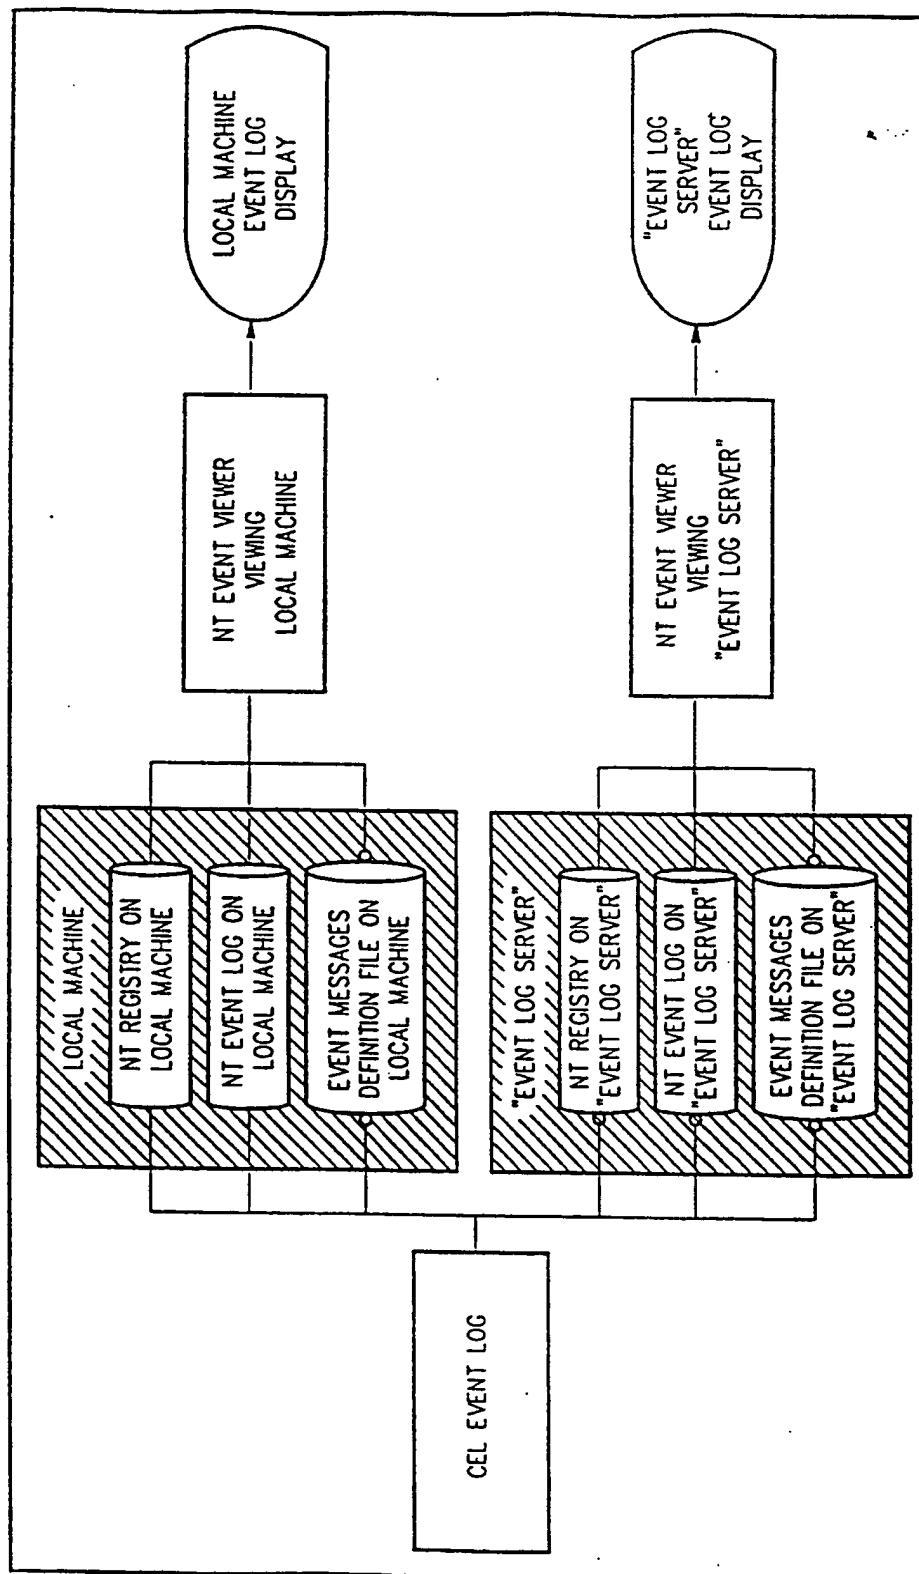 CEL EVENT LOG
LOCAL MACHINE
NT REGISTRY ON
LOCAL MACHINE
NT EVENT LOG ON
LOCAL MACHINE
EVENT MESSAGES
DEFINITION FILE ON
LOCAL MACHINE
"EVENT LOG SERVER"
NT REGISTRY ON
"EVENT LOG SERVER"
NT EVENT LOG ON
"EVENT LOG SERVER"
EVENT MESSAGES
DEFINITION FILE ON
"EVENT LOG SERVER"
NT EVENT VIEWER
VIEWING
LOCAL MACHINE
NT EVENT VIEWER
VIEWING
"EVENT LOG SERVER"
LOCAL MACHINE
EVENT LOG
DISPLAY
"EVENT LOG
SERVER"
EVENT LOG
DISPLAY